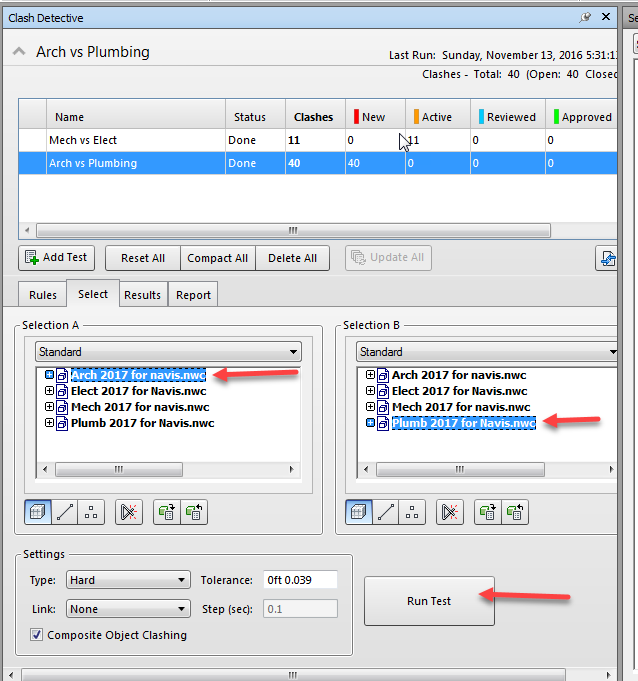 Clash Detective
Se
Arch vs Plumbing
Last Run: Sunday, November 13, 2016 5:31:1
Clashes - Total: 40 (Open: 40 Closed
Name Status Clashes New Active Reviewed Approved
Mech vs Elect Done 11 0 11 0 0
Arch vs Plumbing Done 40 40 0 0 0
Add Test Reset All Compact All Delete All Update All
Rules Select Results Report
Selection A
Standard
Arch 2017 for navis.nwc
Elect 2017 for Navis.nwc
Mech 2017 for navis.nwc
Plumb 2017 for Navis.nwc
Selection B
Standard
Arch 2017 for navis.nwc
Elect 2017 for Navis.nwc
Mech 2017 for navis.nwc
Plumb 2017 for Navis.nwc
Settings
Type: Hard Tolerance: 0ft 0.039
Link: None Step (sec): 0.1
Composite Object Clashing
Run Test